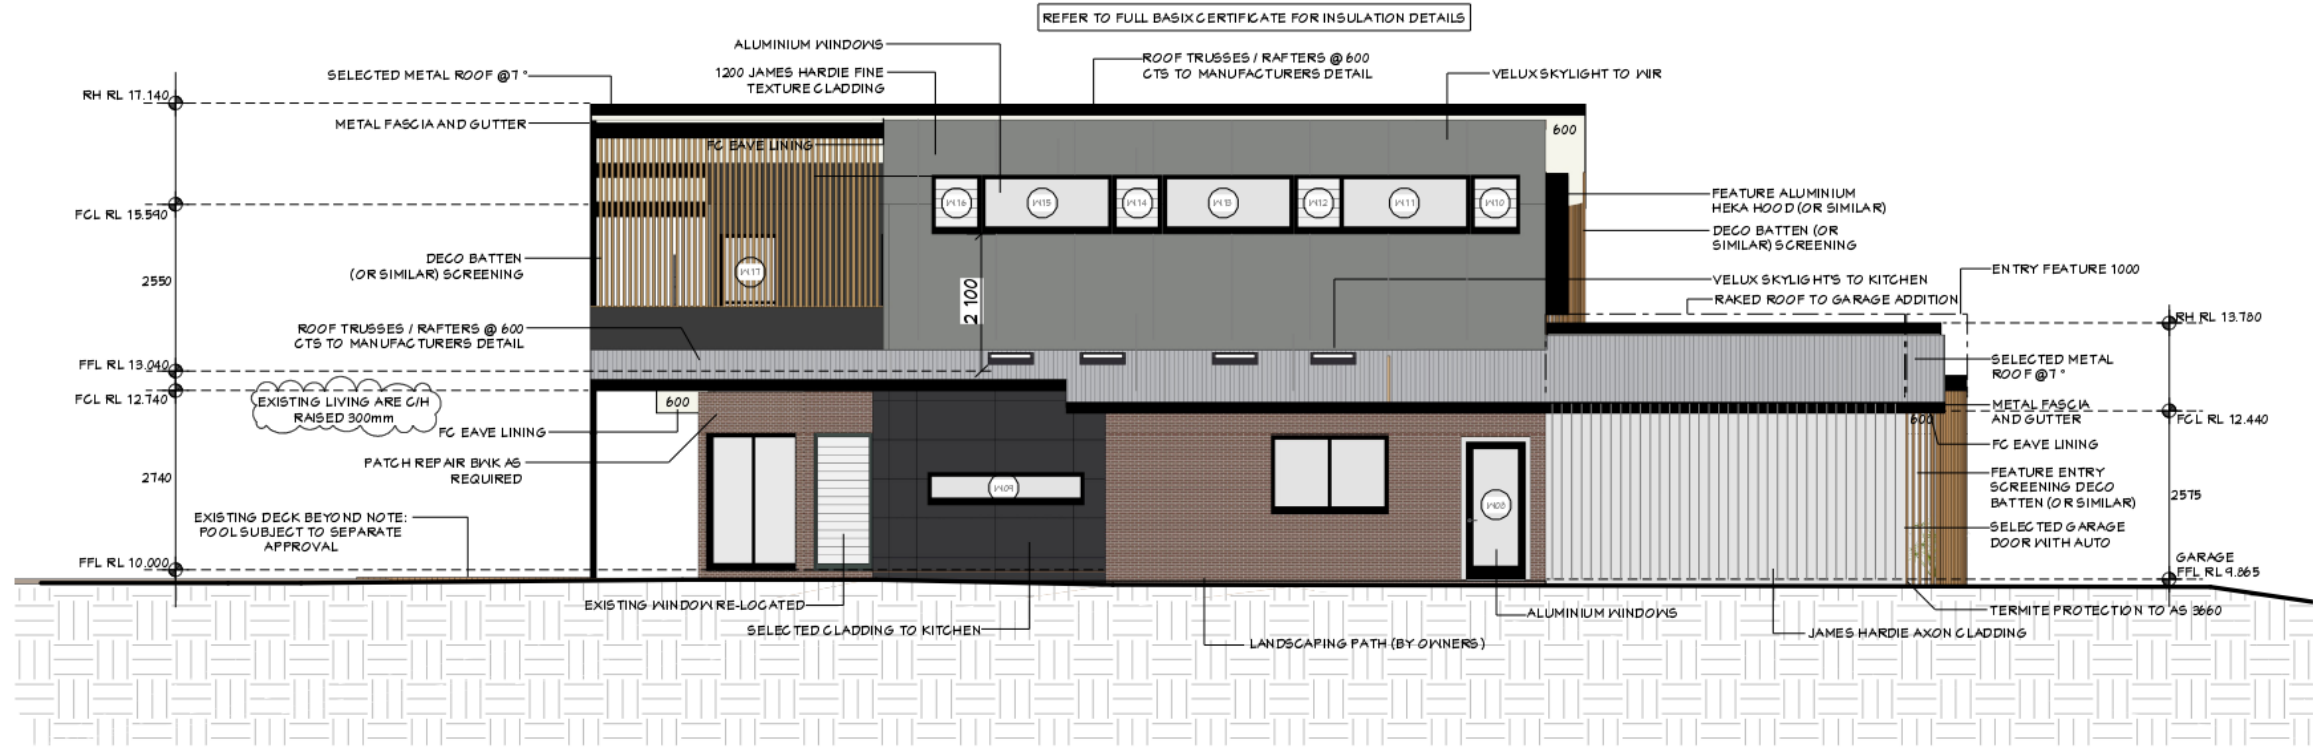 REFER TO FULL BASIX CERTIFICATE FOR INSULATION DETAILS
ALUMINIUM WINDOWS
ROOF TRUSSES / RAFTERS @ 600
CTS TO MANUFACTURERS DETAIL
SELECTED METAL ROOF @7°
1200 JAMES HARDIE FINE
TEXTURE CLADDING
VELUX SKYLIGHT TO WIR
RH RL 17.140
METAL FASCIA AND GUTTER
600
FC EAVE LINING
FEATURE ALUMINIUM
HEKA HOOD (OR SIMILAR)
FCL RL 15.590
W16
W15
W14
W13
W12
W11
W10
DECO BATTEN (OR
SIMILAR) SCREENING
DECO BATTEN
(OR SIMILAR) SCREENING
W17
2550
2 100
VELUX SKYLIGHT'S TO KITCHEN
ENTRY FEATURE 1000
RAKED ROOF TO GARAGE ADDITION
RH RL 13.780
ROOF TRUSSES / RAFTERS @ 600
CTS TO MANUFACTURERS DETAIL
FFL RL 13.040
SELECTED METAL
ROOF @7°
FCL RL 12.740
EXISTING LIVING ARE C/H
RAISED 300mm
600
METAL FASCIA
AND GUTTER
600
FCL RL 12.440
FC EAVE LINING
FC EAVE LINING
PATCH REPAIR BWK AS
REQUIRED
2740
FEATURE ENTRY
SCREENING DECO
BATTEN (OR SIMILAR)
W09
W08
2575
EXISTING DECK BEYOND NOTE:
POOL SUBJECT TO SEPARATE
APPROVAL
SELECTED GARAGE
DOOR WITH AUTO
FFL RL 10.000
GARAGE
FFL RL 9.865
EXISTING WINDOW RE-LOCATED
SELECTED CLADDING TO KITCHEN
LANDSCAPING PATH (BY OWNERS)
ALUMINIUM WINDOWS
TERMITE PROTECTION TO AS 3660
JAMES HARDIE AXON CLADDING